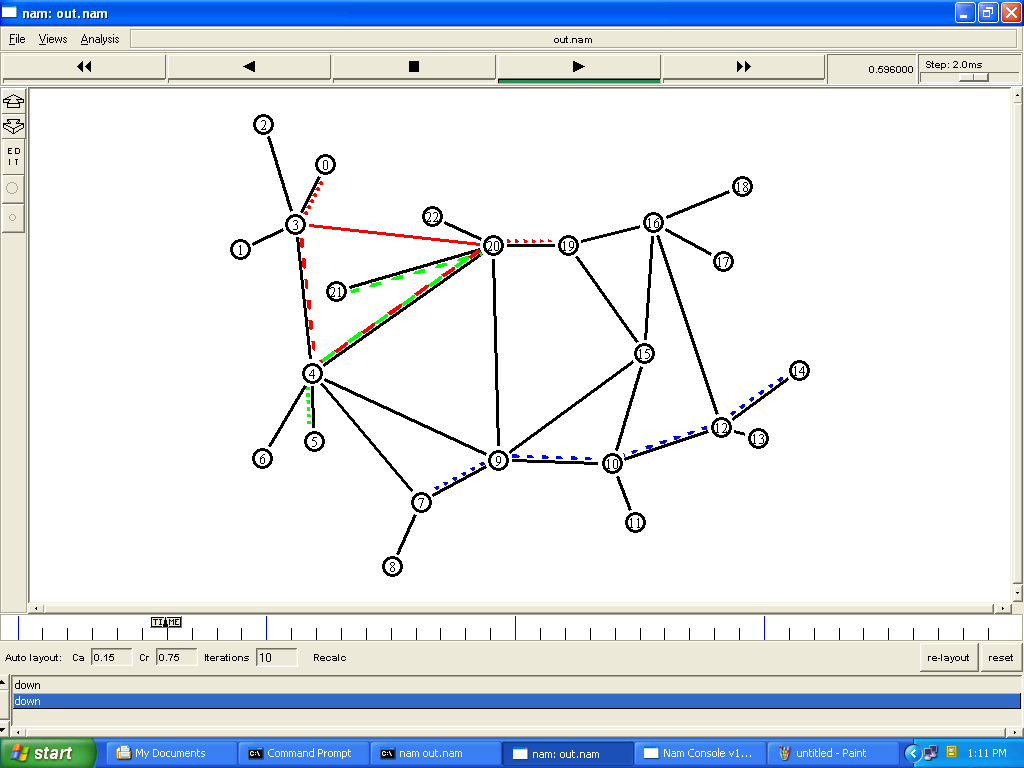 nam: out.nam
File Views Analysis out.nam
0.596000 Step: 2.0ms
2
0
18
22
3
16
20
19
1
17
21
15
14
4
12
13
5
6
9
10
7
11
8
ED
IT
TIME
Auto layout: Ca 0.15 Cr 0.75 Iterations 10 Recalc re-layout reset
down
down
start My Documents Command Prompt nam out.nam nam: out.nam Nam Console v1... untitled - Paint 1:11 PM